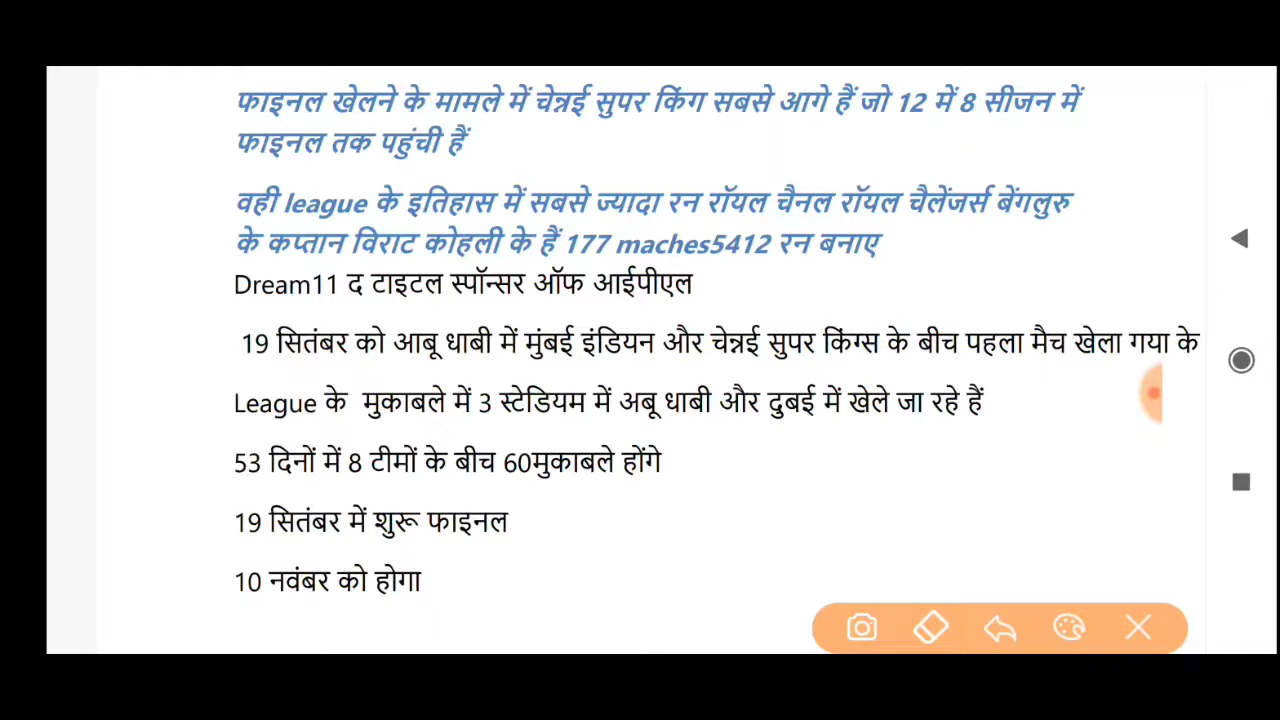 फाइनल खेलने के मामले में चेन्नई सुपर किंग सबसे आगे हैं जो 12 में 8 सीजन में
फाइनल तक पहुंची हैं
वही league के इतिहास में सबसे ज्यादा रन रॉयल चैनल रॉयल चैलेंजर्स बेंगलुरु
के कप्तान विराट कोहली के हैं 177 maches5412 रन बनाए
Dream11 द टाइटल स्पॉन्सर ऑफ आईपीएल
19 सितंबर को आबू धाबी में मुंबई इंडियन और चेन्नई सुपर किंग्स के बीच पहला मैच खेला गया के
League के मुकाबले में 3 स्टेडियम में अबू धाबी और दुबई में खेले जा रहे हैं
53 दिनों में 8 टीमों के बीच 60मुकाबले होंगे
19 सितंबर में शुरू फाइनल
10 नवंबर को होगा